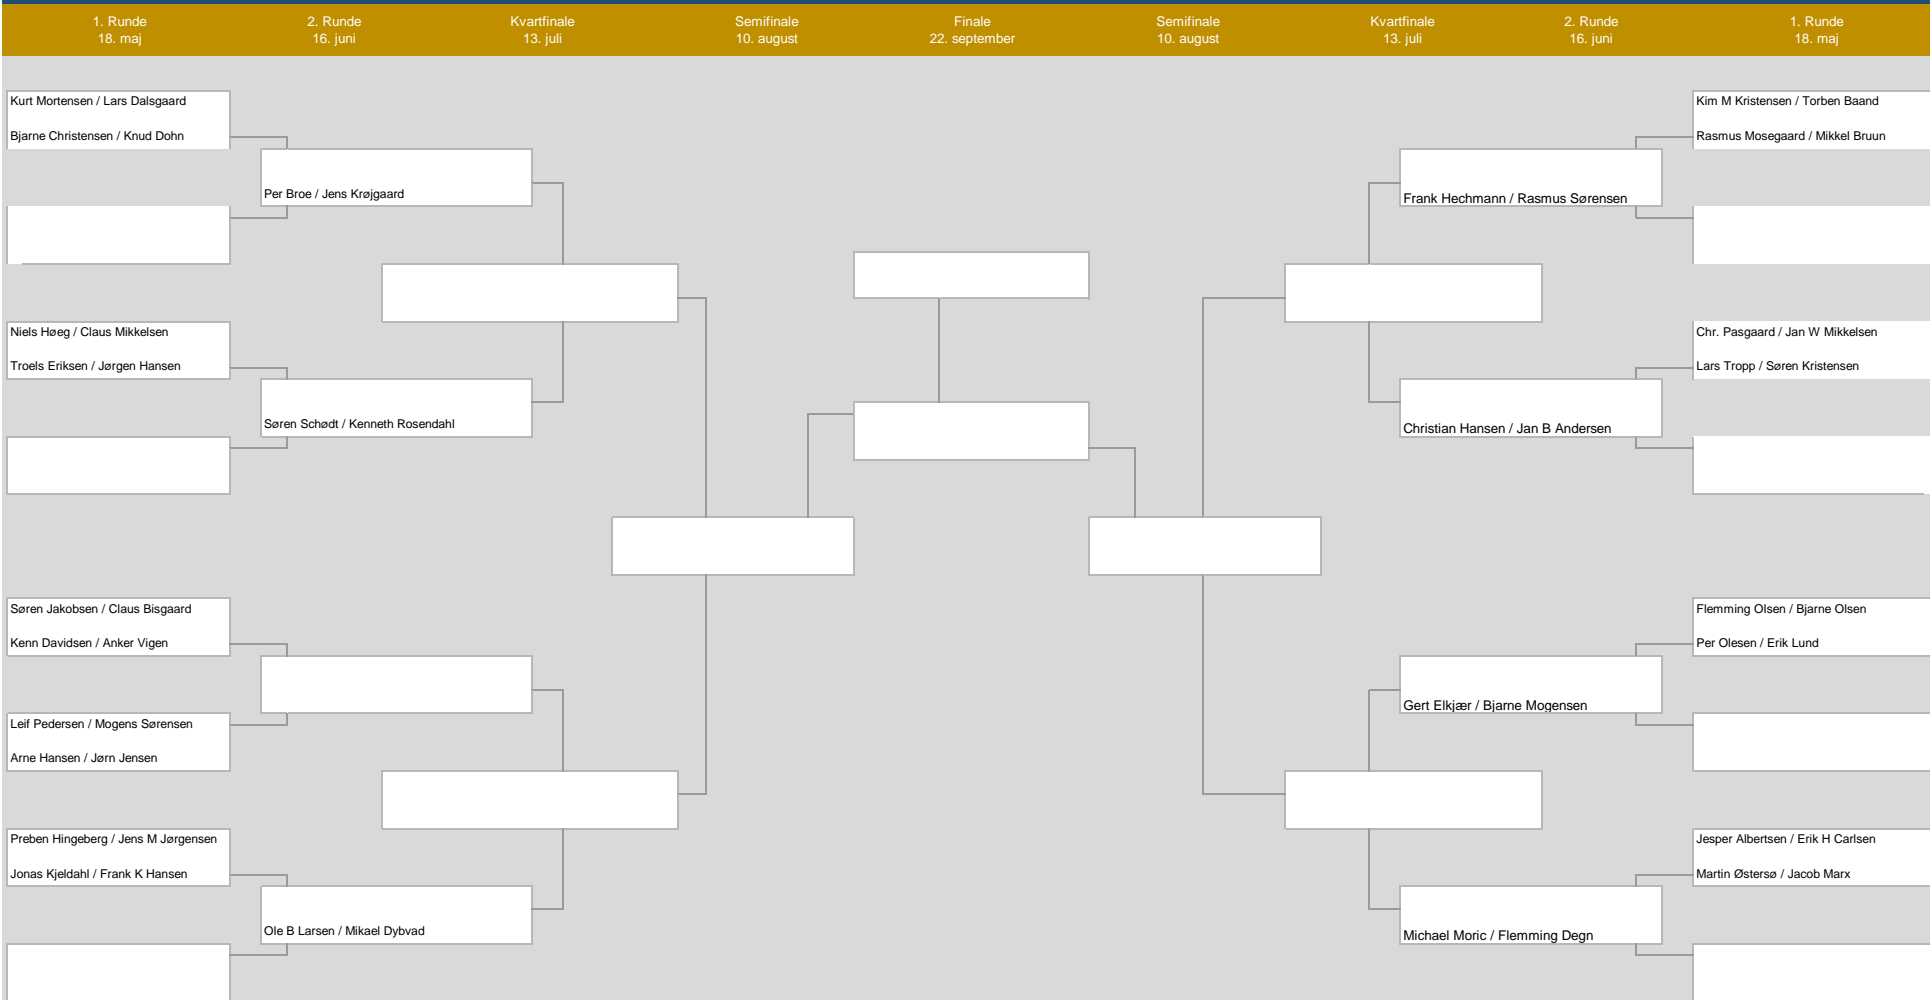 1. Runde
18. maj
2. Runde
16. juni
Kvartfinale
13. juli
Semifinale
10. august
Finale
22. september
Semifinale
10. august
Kvartfinale
13. juli
2. Runde
16. juni
1. Runde
18. maj
Kurt Mortensen / Lars Dalsgaard
Bjarne Christensen / Knud Dohn
Per Broe / Jens Krøjgaard
Niels Høeg / Claus Mikkelsen
Troels Eriksen / Jørgen Hansen
Søren Schødt / Kenneth Rosendahl
Søren Jakobsen / Claus Bisgaard
Kenn Davidsen / Anker Vigen
Leif Pedersen / Mogens Sørensen
Arne Hansen / Jørn Jensen
Preben Hingeberg / Jens M Jørgensen
Jonas Kjeldahl / Frank K Hansen
Ole B Larsen / Mikael Dybvad
Kim M Kristensen / Torben Baand
Rasmus Mosegaard / Mikkel Bruun
Frank Hechmann / Rasmus Sørensen
Chr. Pasgaard / Jan W Mikkelsen
Lars Tropp / Søren Kristensen
Christian Hansen / Jan B Andersen
Flemming Olsen / Bjarne Olsen
Per Olesen / Erik Lund
Gert Elkjær / Bjarne Mogensen
Jesper Albertsen / Erik H Carlsen
Martin Østersø / Jacob Marx
Michael Moric / Flemming Degn